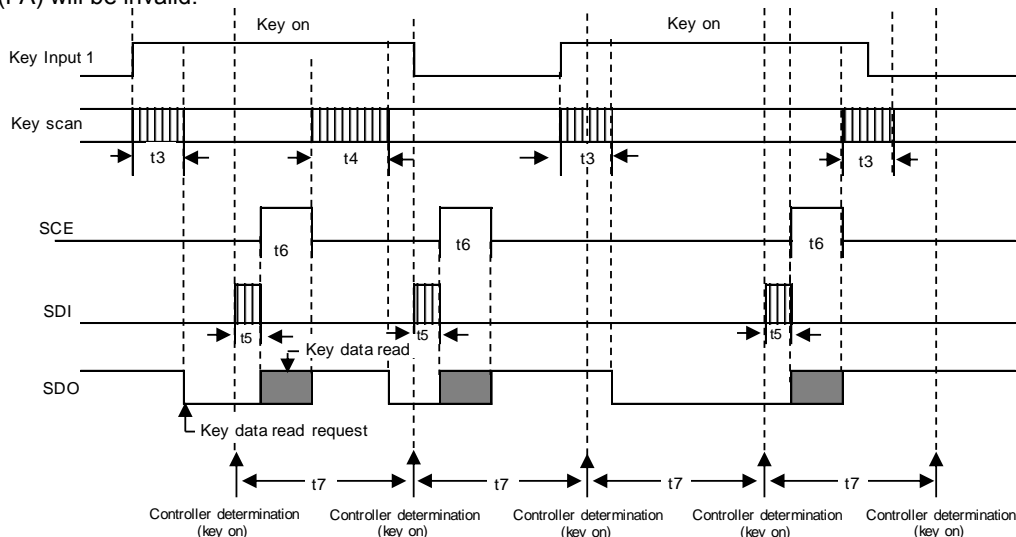 (PA) will be invalid.
Key on Key on
Key Input 1
Key scan
t3 t4 t3 t3
SCE
t6 t6 t6
SDI
t5 t5 t5
Key data read
SDO
Key data read request
t7 t7 t7 t7
Controller determination Controller determination Controller determination Controller determination Controller determination
(key on) (key on) (key on) (key on) (key on)